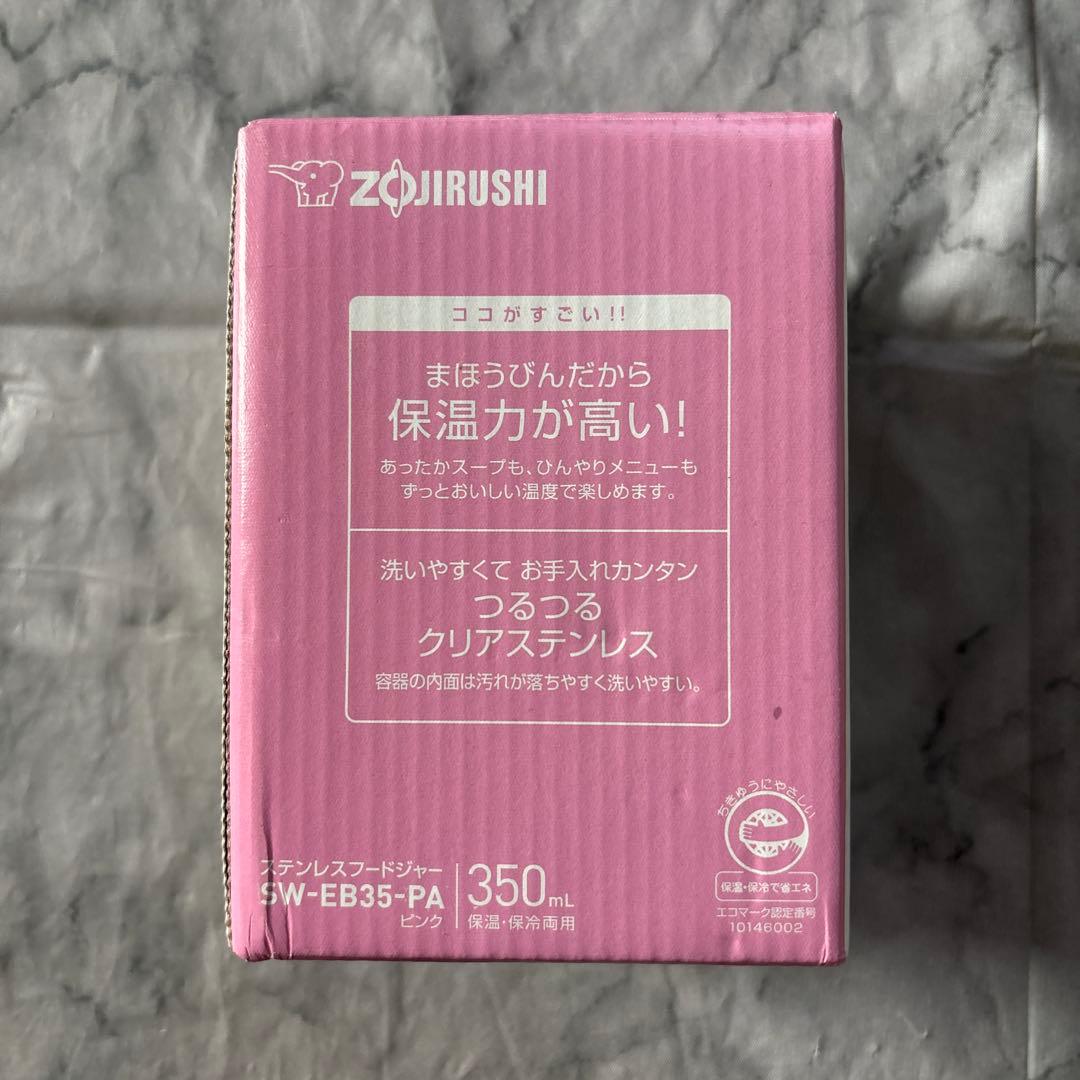 ZOJIRUSHI
ココがすごい!!
まほうびんだから
保温力が高い!
あったかスープも、ひんやりメニューも
ずっとおいしい温度で楽しめます。
洗いやすくて お手入れカンタン
つるつる
クリアステンレス
容器の内面は汚れが落ちやすく洗いやすい。
ステンレスフードジャー
SW-EB35-PA
ピンク
350mL
保温・保冷両用
ちきゅうにやさしい
保温・保冷で省エネ
エコマーク認定番号
10146002